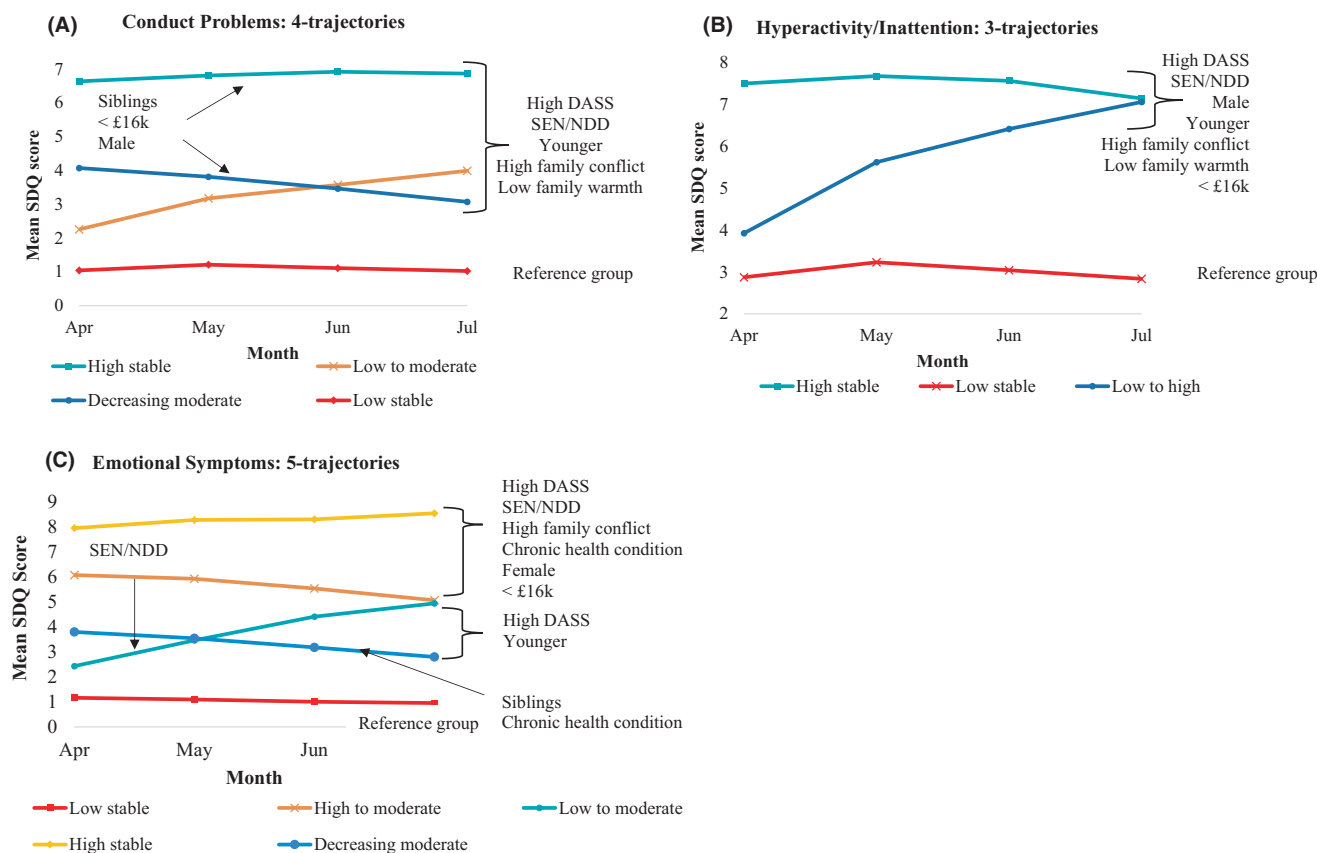 (A) Conduct Problems: 4-trajectories
Mean SDQ score
7
6
5
4
3
2
1
0
Siblings
< £16k
Male
High DASS
SEN/NDD
Younger
High family conflict
Low family warmth
Reference group
Apr May Jun Jul
Month
High stable Low to moderate
Decreasing moderate Low stable
(B) Hyperactivity/Inattention: 3-trajectories
Mean SDQ score
8
7
6
5
4
3
2
High DASS
SEN/NDD
Male
Younger
High family conflict
Low family warmth
< £16k
Reference group
Apr May Jun Jul
Month
High stable Low stable Low to high
(C) Emotional Symptoms: 5-trajectories
Mean SDQ Score
9
8
7
6
5
4
3
2
1
0
SEN/NDD
High DASS
SEN/NDD
High family conflict
Chronic health condition
Female
< £16k
High DASS
Younger
Siblings
Chronic health condition
Reference group
Apr May Jun
Month
Low stable High to moderate Low to moderate
High stable Decreasing moderate